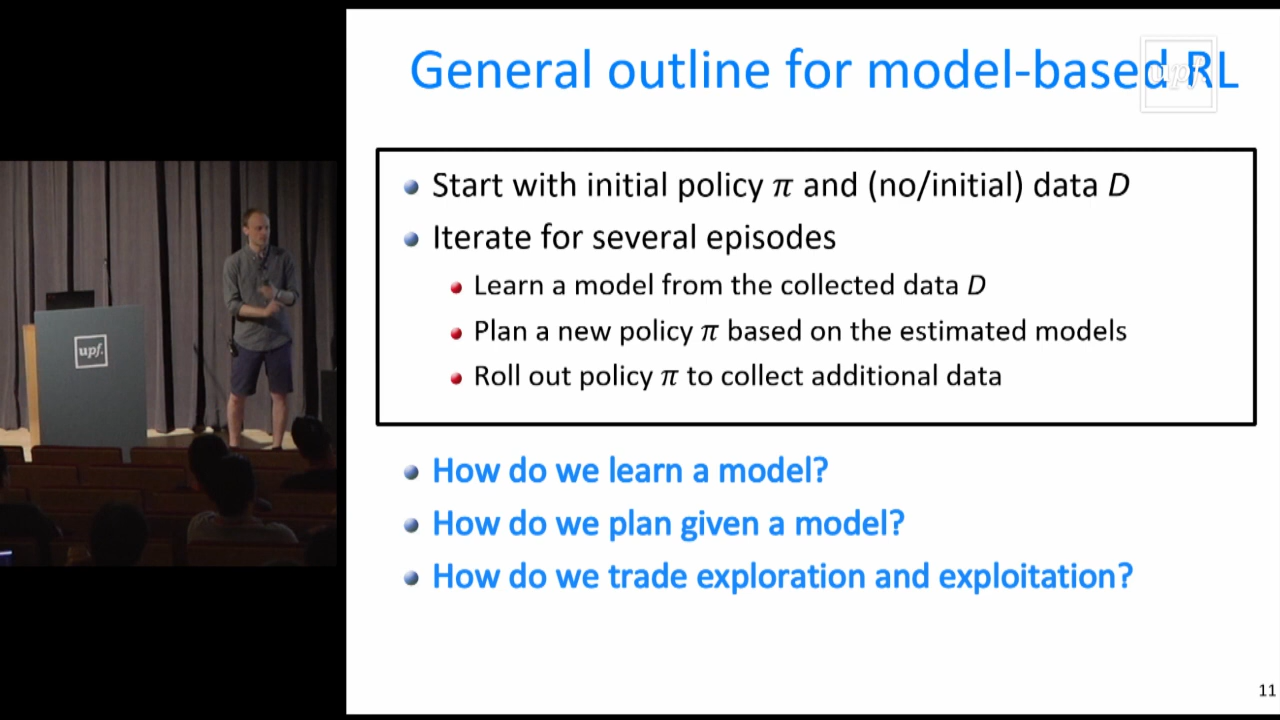 General outline for model-based RL
upf.
Start with initial policy π and (no/initial) data D
Iterate for several episodes
Learn a model from the collected data D
Plan a new policy π based on the estimated models
Roll out policy π to collect additional data
How do we learn a model?
How do we plan given a model?
How do we trade exploration and exploitation?
11
upf.